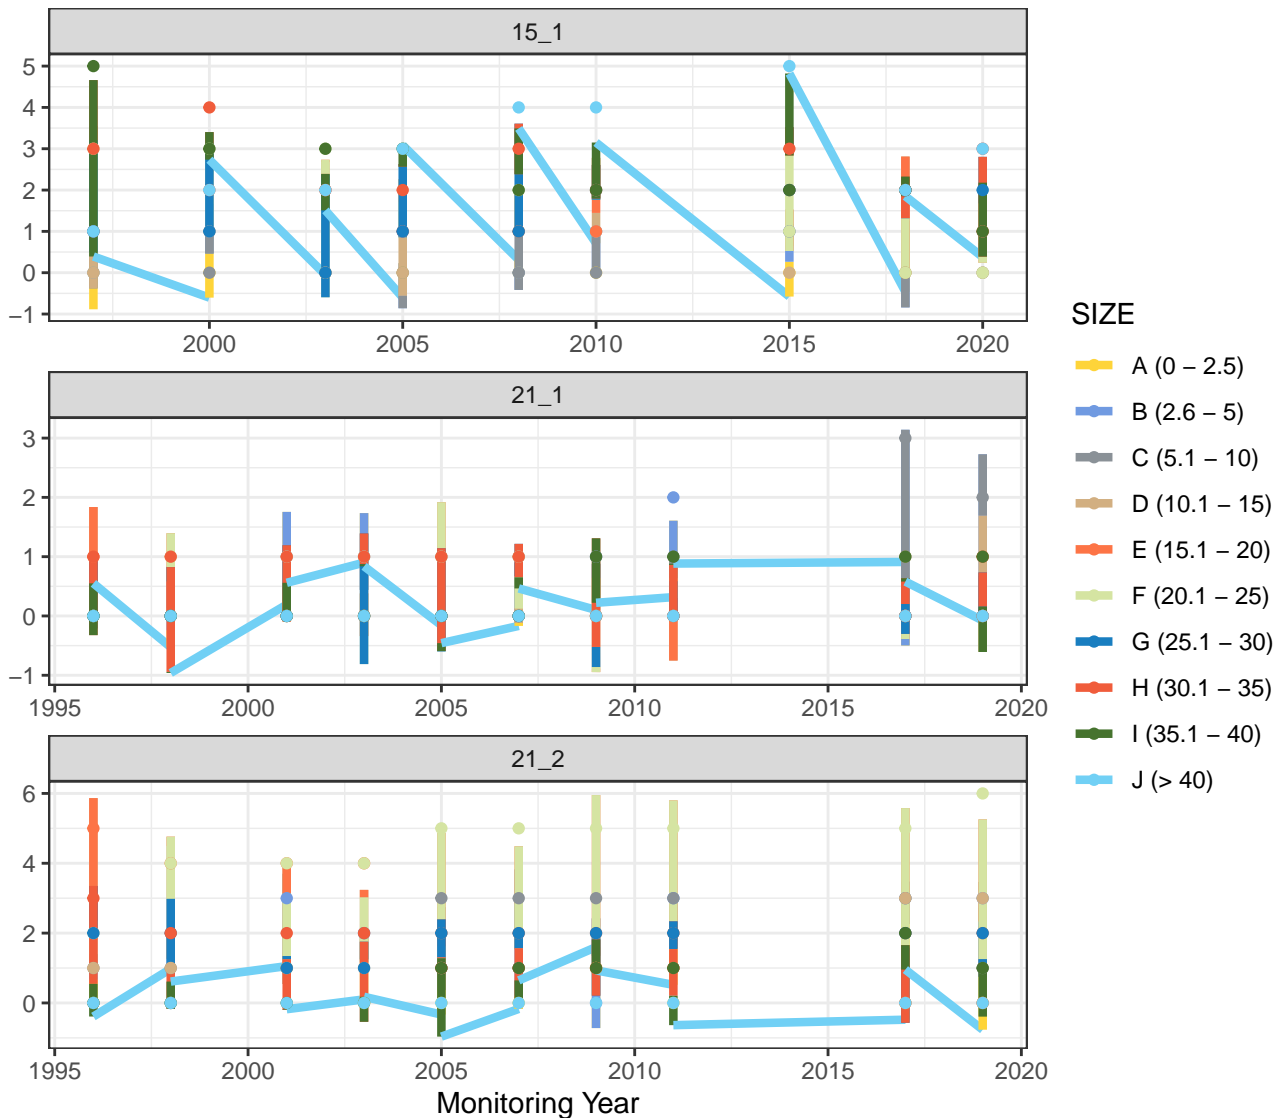 15_1
5
4
3
2
1
0
−1
2000 2005 2010 2015 2020
21_1
3
2
1
0
−1
1995 2000 2005 2010 2015 2020
21_2
6
4
2
0
1995 2000 2005 2010 2015 2020
Monitoring Year
SIZE
A (0 − 2.5)
B (2.6 − 5)
C (5.1 − 10)
D (10.1 − 15)
E (15.1 − 20)
F (20.1 − 25)
G (25.1 − 30)
H (30.1 − 35)
I (35.1 − 40)
J (> 40)